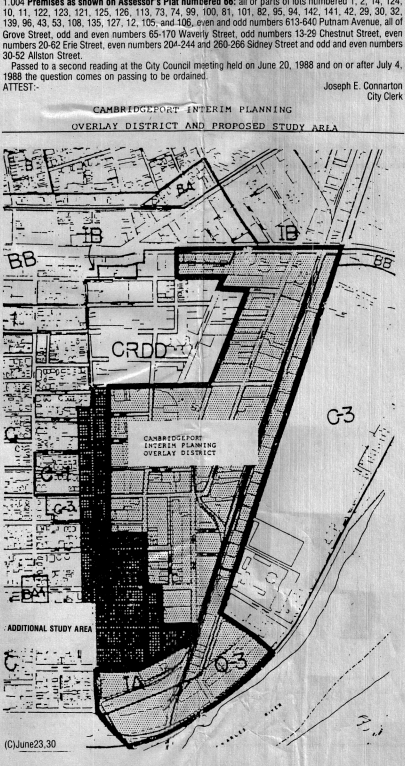 1.004 Premises as shown on Assessor's Plat numbered 66: all or parts of lots numbered 1, 2, 14, 124,
10, 11, 122, 123, 121, 125, 126, 113, 73, 74, 99, 100, 81, 101, 82, 95, 94, 142, 141, 42, 29, 30, 32,
139, 96, 42, 53, 108, 135, 137, 127, 12, 105, and 106, even and odd numbers 613-640 Putnam Avenue, all of
Grove Street, odd and even numbers 65-170 Waverly Street, odd numbers 13-29 Chestnut Street, even
numbers 20-62 Erie Street, even numbers 204-244 and 260-266 Sidney Street and odd and even numbers
30-52 Allston Street.
Passed to a second reading at the City Council meeting held on June 20, 1988 and on or after July 4,
1988 the question comes on passing to be ordained.
ATTEST:- Joseph E. Connarton
City Clerk
CAMBRIDGEPORT INTERIM PLANNING
OVERLAY DISTRICT AND PROPOSED STUDY AREA
BA
IB IB
BB BB
CRDD
C-3
CAMBRIDGEPORT
INTERIM PLANNING
OVERLAY DISTRICT
C-1
BA-1
ADDITIONAL STUDY AREA
C
O-3
IA
CHARLES RIVER
(C)June23,30